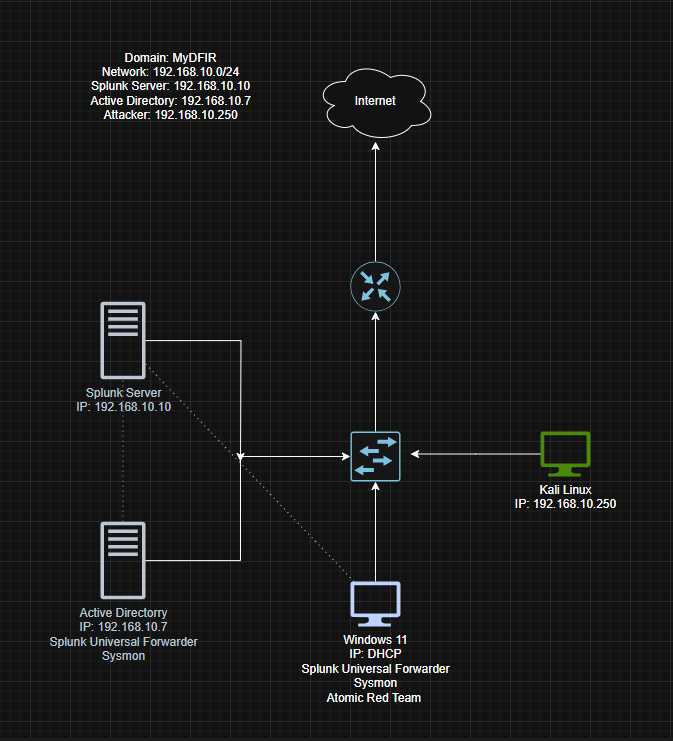 Domain: MyDFIR
Network: 192.168.10.0/24
Splunk Server: 192.168.10.10
Active Directory: 192.168.10.7
Attacker: 192.168.10.250
Internet
Splunk Server
IP: 192.168.10.10
Kali Linux
IP: 192.168.10.250
Active Directorry
IP: 192.168.10.7
Splunk Universal Forwarder
Sysmon
Windows 11
IP: DHCP
Splunk Universal Forwarder
Sysmon
Atomic Red Team